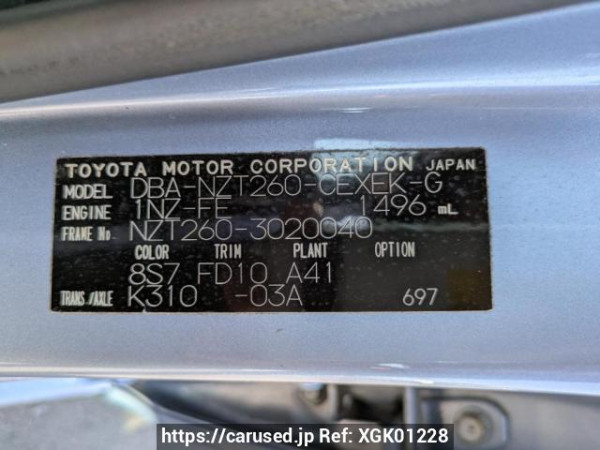 TOYOTA MOTOR CORPORATION JAPAN
MODEL DBA-NZT260-CEXEK-G
ENGINE 1NZ-FE 1496 mL
FRAME No. NZT260-3020040
COLOR TRIM PLANT OPTION
8S7 FD10 A41
TRANS./AXLE K310 -03A 697
https://carused.jp Ref: XGK01228